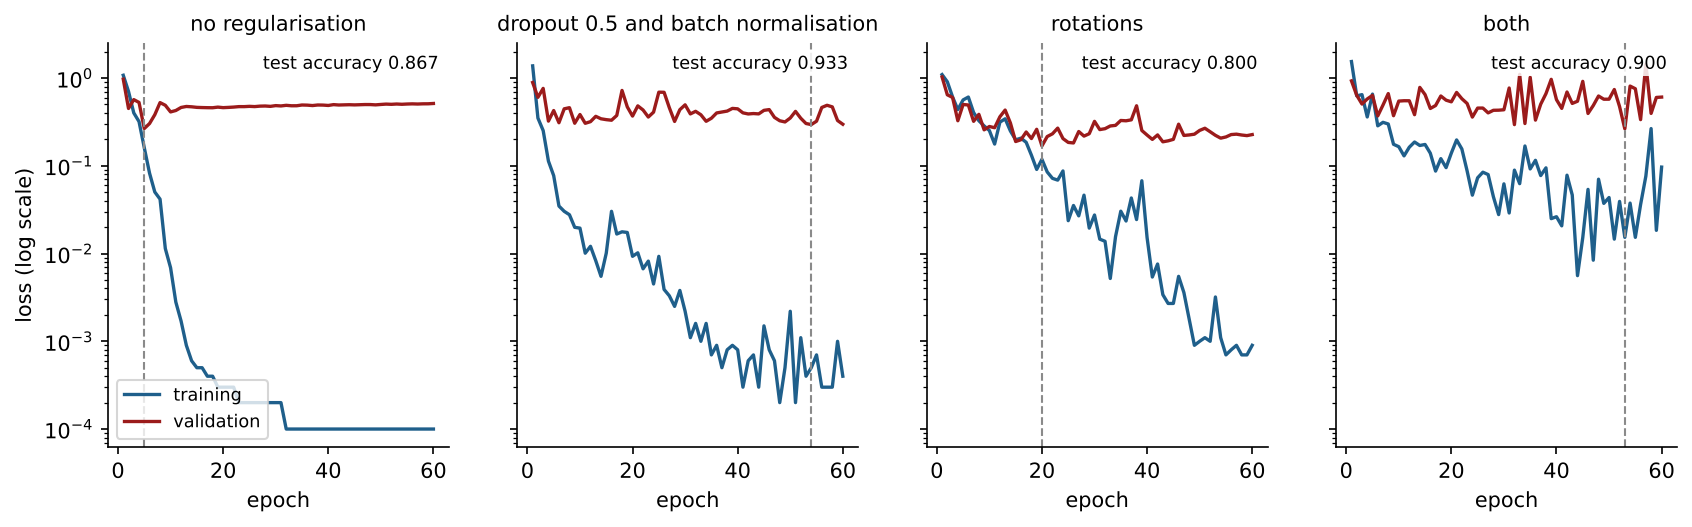 no regularisation
dropout 0.5 and batch normalisation
rotations
both
test accuracy 0.867
test accuracy 0.933
test accuracy 0.800
test accuracy 0.900
loss (log scale)
10⁰
10⁻¹
10⁻²
10⁻³
10⁻⁴
training
validation
0 20 40 60
0 20 40 60
0 20 40 60
0 20 40 60
epoch
epoch
epoch
epoch